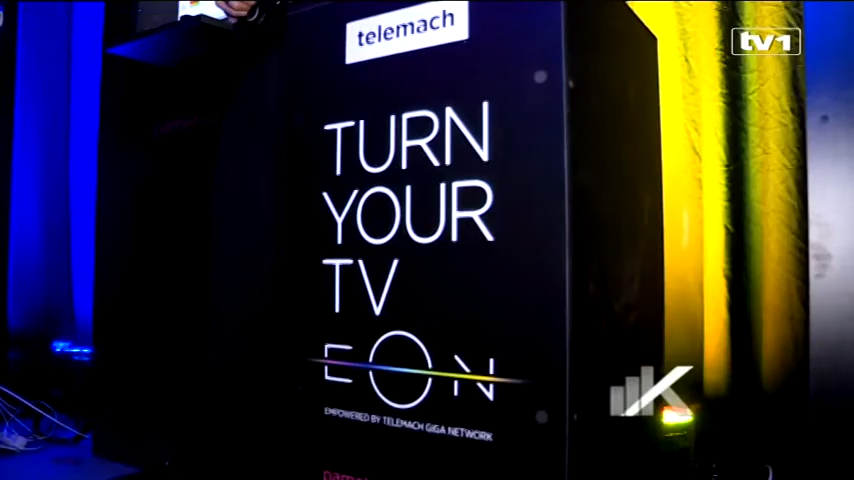 telemach
tv1
TURN
YOUR
TV
EON
EMPOWERED BY TELEMACH GIGA NETWORK